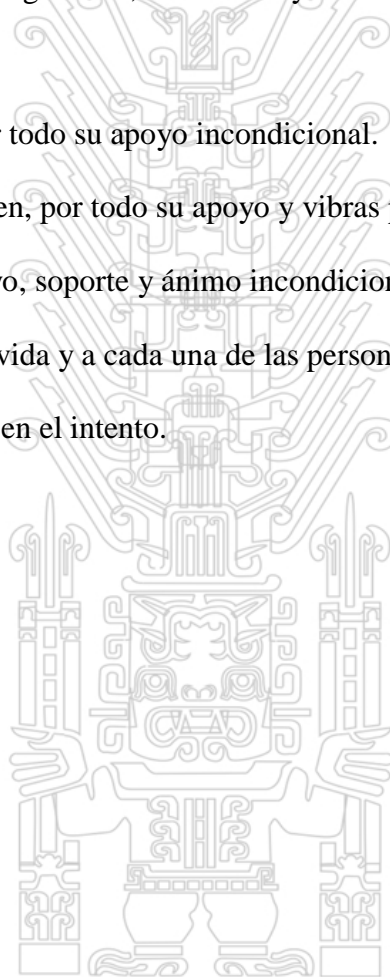 todo su apoyo incondicional.
por todo su apoyo y vibras
soporte y ánimo incondicion
vida y a cada una de las person
en el intento.